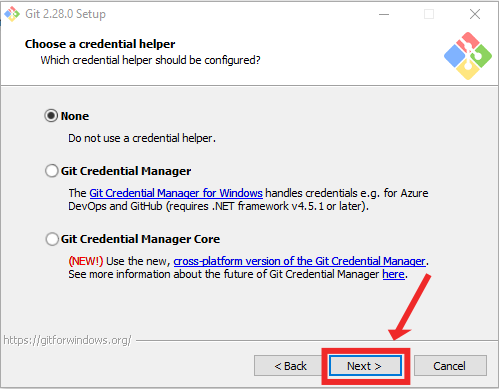 Git 2.28.0 Setup
Choose a credential helper
Which credential helper should be configured?
None
Do not use a credential helper.
Git Credential Manager
The Git Credential Manager for Windows handles credentials e.g. for Azure
DevOps and GitHub (requires .NET framework v4.5.1 or later).
Git Credential Manager Core
(NEW!) Use the new, cross-platform version of the Git Credential Manager.
See more information about the future of Git Credential Manager here.
https://gitforwindows.org/
< Back Next > Cancel